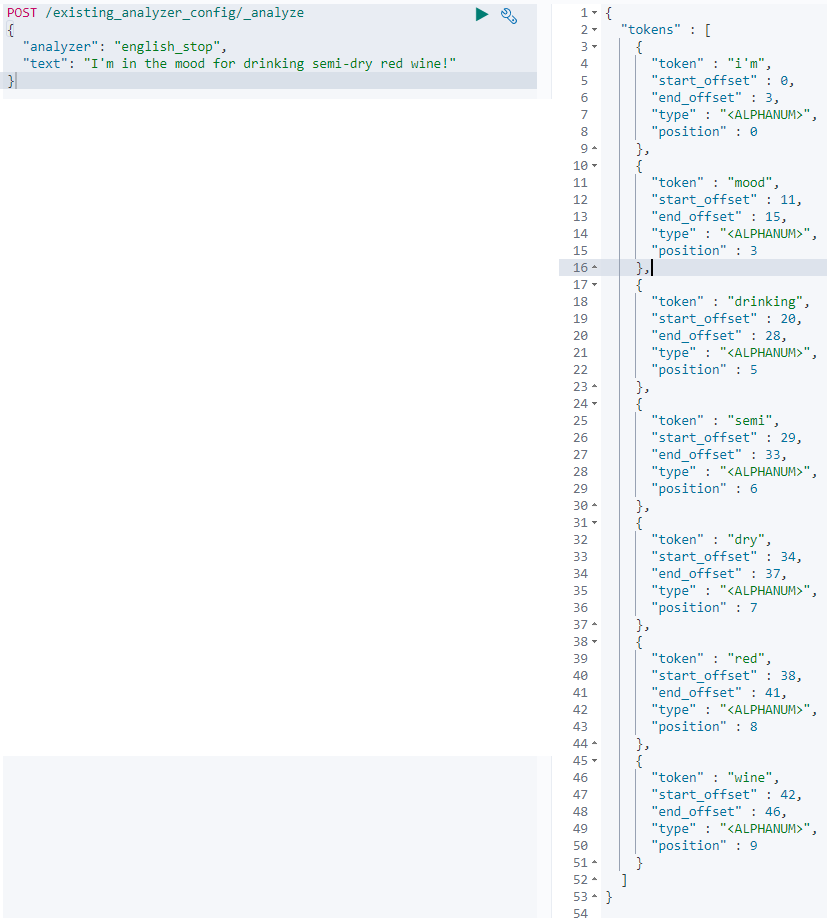 POST /existing_analyzer_config/_analyze
{
  "analyzer": "english_stop",
  "text": "I'm in the mood for drinking semi-dry red wine!"
}
1 {
2   "tokens" : [
3     {
4       "token" : "i'm",
5       "start_offset" : 0,
6       "end_offset" : 3,
7       "type" : "<ALPHANUM>",
8       "position" : 0
9     },
10     {
11       "token" : "mood",
12       "start_offset" : 11,
13       "end_offset" : 15,
14       "type" : "<ALPHANUM>",
15       "position" : 3
16     },
17     {
18       "token" : "drinking",
19       "start_offset" : 20,
20       "end_offset" : 28,
21       "type" : "<ALPHANUM>",
22       "position" : 5
23     },
24     {
25       "token" : "semi",
26       "start_offset" : 29,
27       "end_offset" : 33,
28       "type" : "<ALPHANUM>",
29       "position" : 6
30     },
31     {
32       "token" : "dry",
33       "start_offset" : 34,
34       "end_offset" : 37,
35       "type" : "<ALPHANUM>",
36       "position" : 7
37     },
38     {
39       "token" : "red",
40       "start_offset" : 38,
41       "end_offset" : 41,
42       "type" : "<ALPHANUM>",
43       "position" : 8
44     },
45     {
46       "token" : "wine",
47       "start_offset" : 42,
48       "end_offset" : 46,
49       "type" : "<ALPHANUM>",
50       "position" : 9
51     }
52   ]
53 }
54